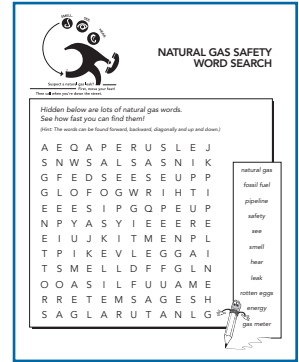 SMELL
SEE
HEAR
Suspect a natural gas leak?
First, move your feet!
Then call when you're down the street.
NATURAL GAS SAFETY
WORD SEARCH
Hidden below are lots of natural gas words.
See how fast you can find them!
(Hint: The words can be found forward, backward, diagonally and up and down.)
A E Q A P E R U S L E J
S N W S A L S A S N I K
G F E D S E E S E U P P
G L O F O G W R I H T I
E E E S I P G Q P E U P
N P Y A S Y I E E E R E
E I U J K I T M E N P L
T P I K E V L E G G A I
T S M E L L D F F G L N
O O A S I L F U U A M E
R R E T E M S A G E S H
S A G L A R U T A N L G
natural gas
fossil fuel
pipeline
safety
see
smell
hear
leak
rotten eggs
energy
gas meter